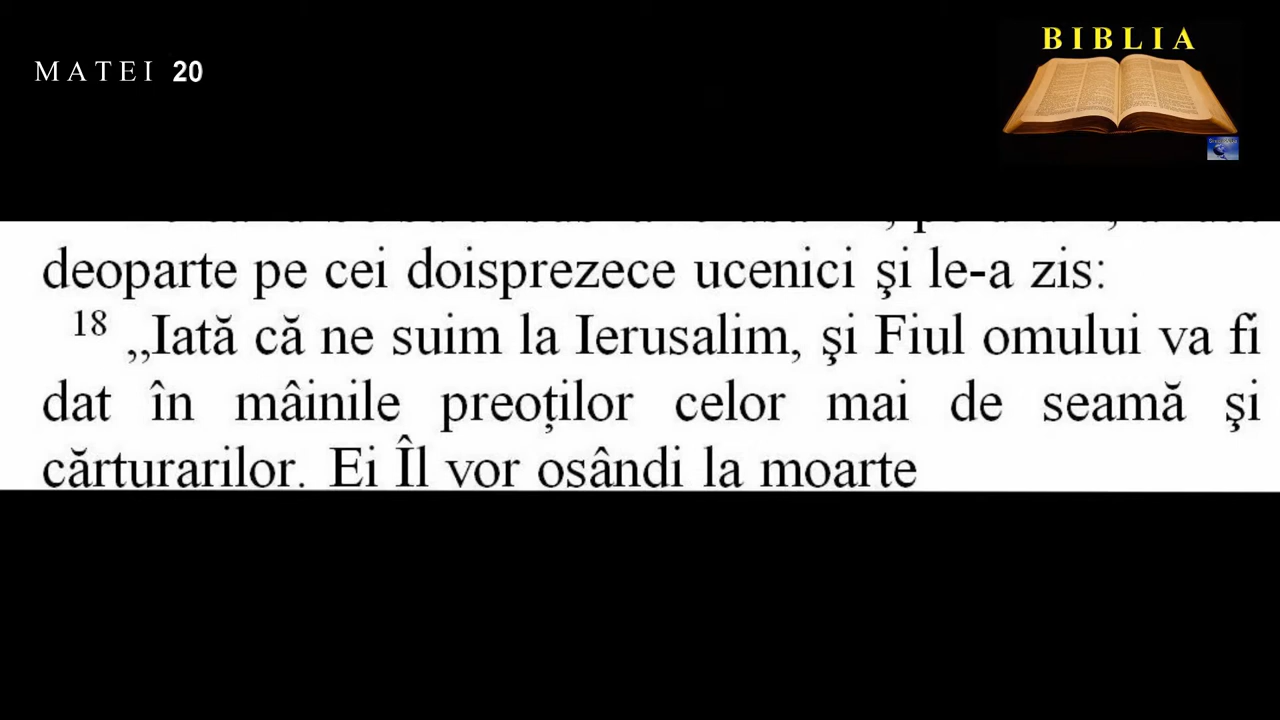 BIBLIA
MATEI 20
deoparte pe cei doisprezece ucenici şi le-a zis:
18 „Iată că ne suim la Ierusalim, şi Fiul omului va fi
dat în mâinile preoţilor celor mai de seamă şi
cărturarilor. Ei Îl vor osândi la moarte